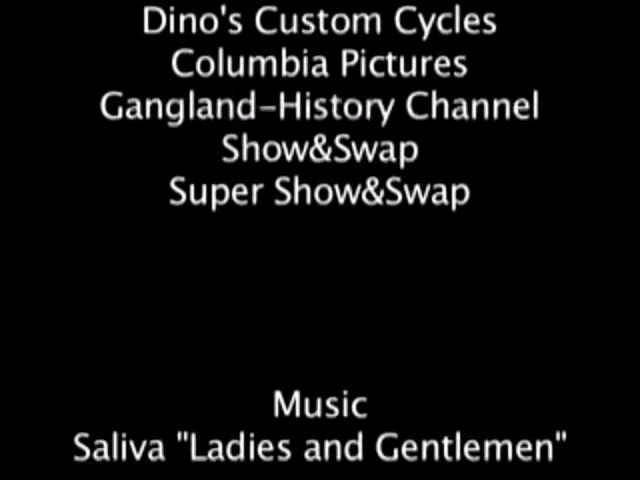 Dino's Custom Cycles
Columbia Pictures
Gangland-History Channel
Show&Swap
Super Show&Swap
Music
Saliva "Ladies and Gentlemen"